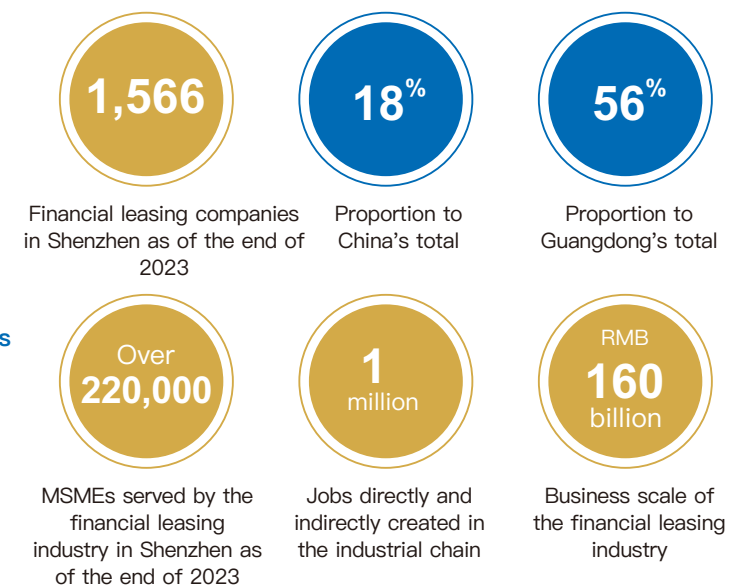 1,566
Financial leasing companies
in Shenzhen as of the end of
2023
18%
Proportion to
China's total
56%
Proportion to
Guangdong's total
s
Over
220,000
MSMEs served by the
financial leasing
industry in Shenzhen as
of the end of 2023
1
million
Jobs directly and
indirectly created in
the industrial chain
RMB
160
billion
Business scale of
the financial leasing
industry